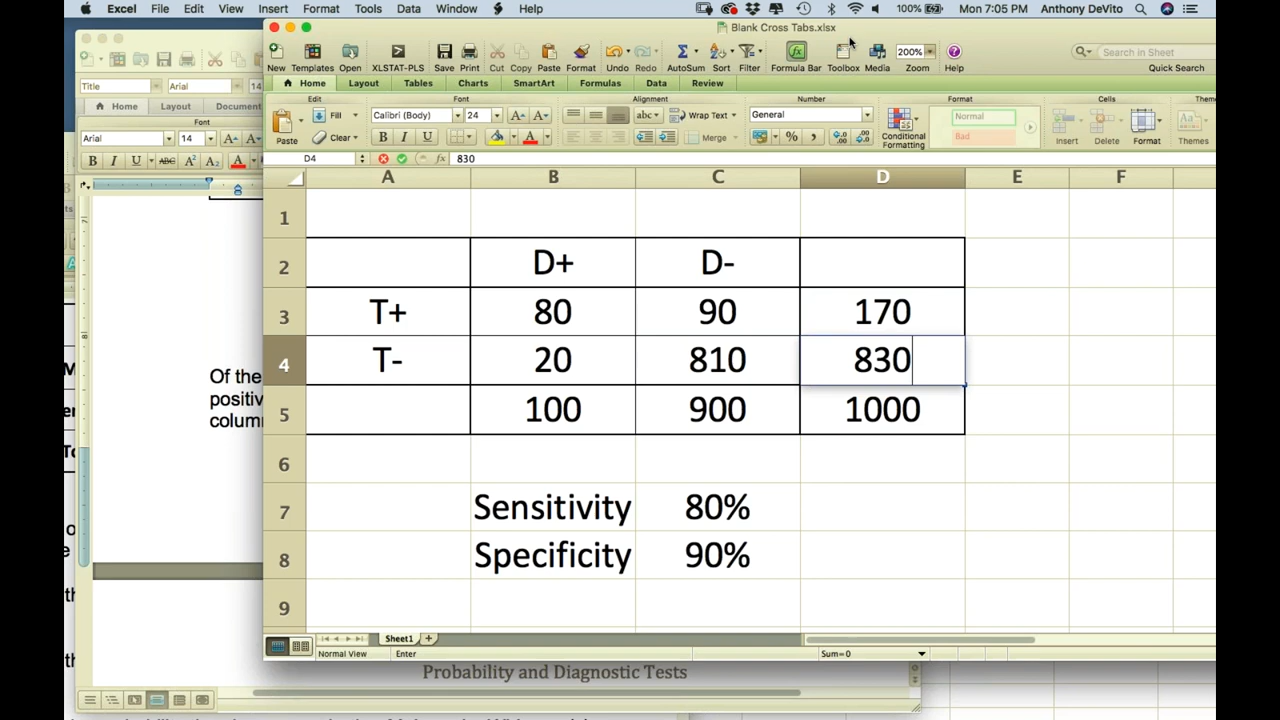 Excel File Edit View Insert Format Tools Data Window Help 100% Mon 7:05 PM Anthony DeVito
Blank Cross Tabs.xlsx
New Templates Open XLSTAT-PLS Save Print Cut Copy Paste Format Undo Redo AutoSum Sort Filter Formula Bar Toolbox Media 200% Zoom Help
Search in Sheet
Quick Search
Home Layout Tables Charts SmartArt Formulas Data Review
Edit Font Alignment Number Format Cells
Paste Fill Clear Calibri (Body) 24 abc Wrap Text Merge General Conditional Formatting Normal Bad Insert Delete Format Themes
Title Arial
Home Layout Document
Font
Arial 14
D4 fx 830
A B C D E F
1
2 D+ D-
3 T+ 80 90 170
4 T- 20 810 830
5 100 900 1000
6
7 Sensitivity 80%
8 Specificity 90%
9
Of the
positiv
column
Sheet1
Normal View Enter Sum=0
Probability and Diagnostic Tests